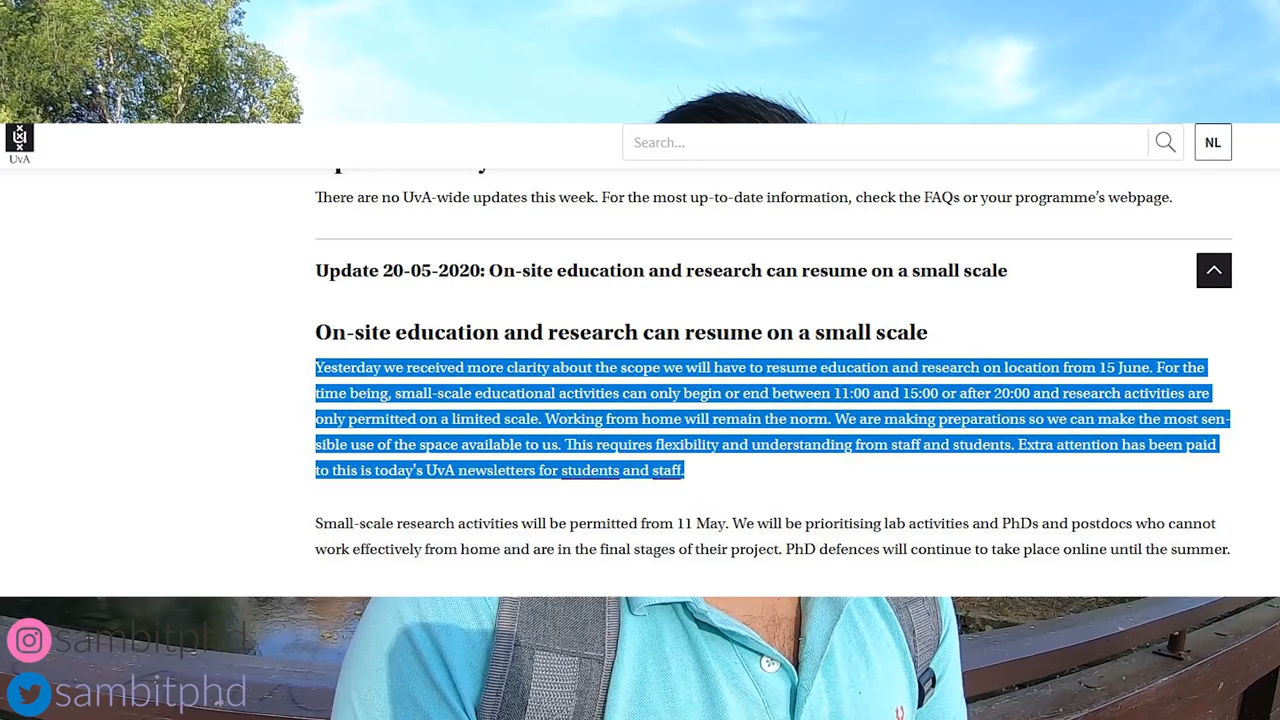 UvA
Search...
NL
There are no UvA-wide updates this week. For the most up-to-date information, check the FAQs or your programme's webpage.
Update 20-05-2020: On-site education and research can resume on a small scale
On-site education and research can resume on a small scale
Yesterday we received more clarity about the scope we will have to resume education and research on location from 15 June. For the
time being, small-scale educational activities can only begin or end between 11:00 and 15:00 or after 20:00 and research activities are
only permitted on a limited scale. Working from home will remain the norm. We are making preparations so we can make the most sen-
sible use of the space available to us. This requires flexibility and understanding from staff and students. Extra attention has been paid
to this is today's UvA newsletters for students and staff.
Small-scale research activities will be permitted from 11 May. We will be prioritising lab activities and PhDs and postdocs who cannot
work effectively from home and are in the final stages of their project. PhD defences will continue to take place online until the summer.
sambitphd
sambitphd